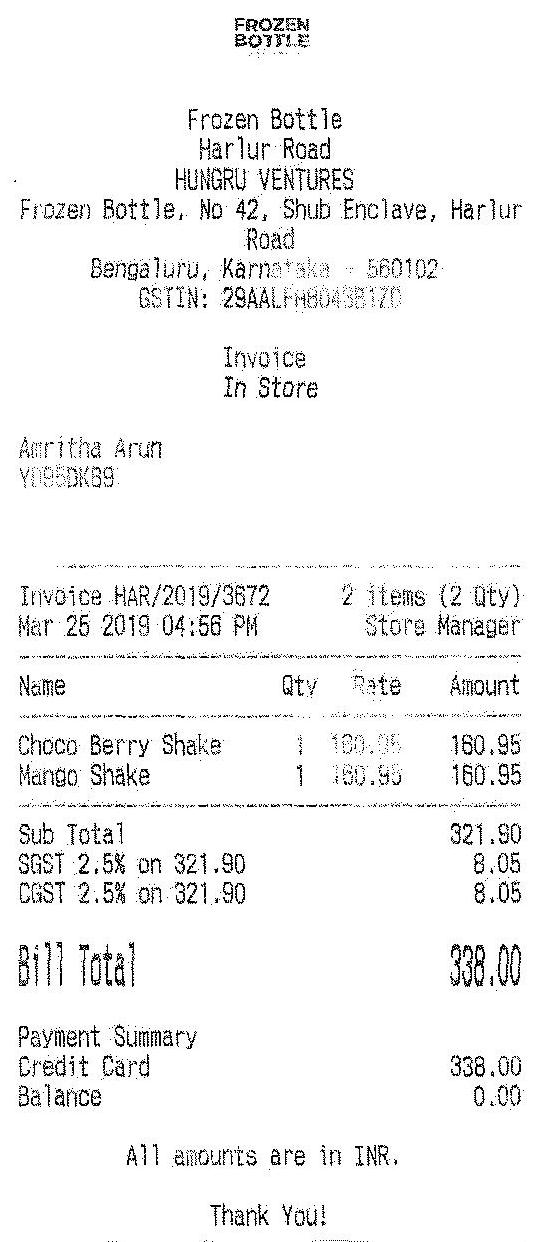 FROZEN
BOTTLE
Frozen Bottle
Harlur Road
HUNGRU VENTURES
Frozen Bottle, No 42, Shub Enclave, Harlur
Road
Bengaluru, Karnataka - 560102
GSTIN:
Invoice
In Store
Amritha Arun
Invoice HAR/2019/3672 2 items (2 Qty)
Mar 25 2019 04:56 PM Store Manager
Name Qty Rate Amount
Choco Berry Shake 1 160.95 160.95
Mango Shake 1 160.95 160.95
Sub Total 321.90
SGST 2.5% on 321.90 8.05
CGST 2.5% on 321.90 8.05
Bill Total 338.00
Payment Summary
Credit Card 338.00
Balance 0.00
All amounts are in INR.
Thank You!